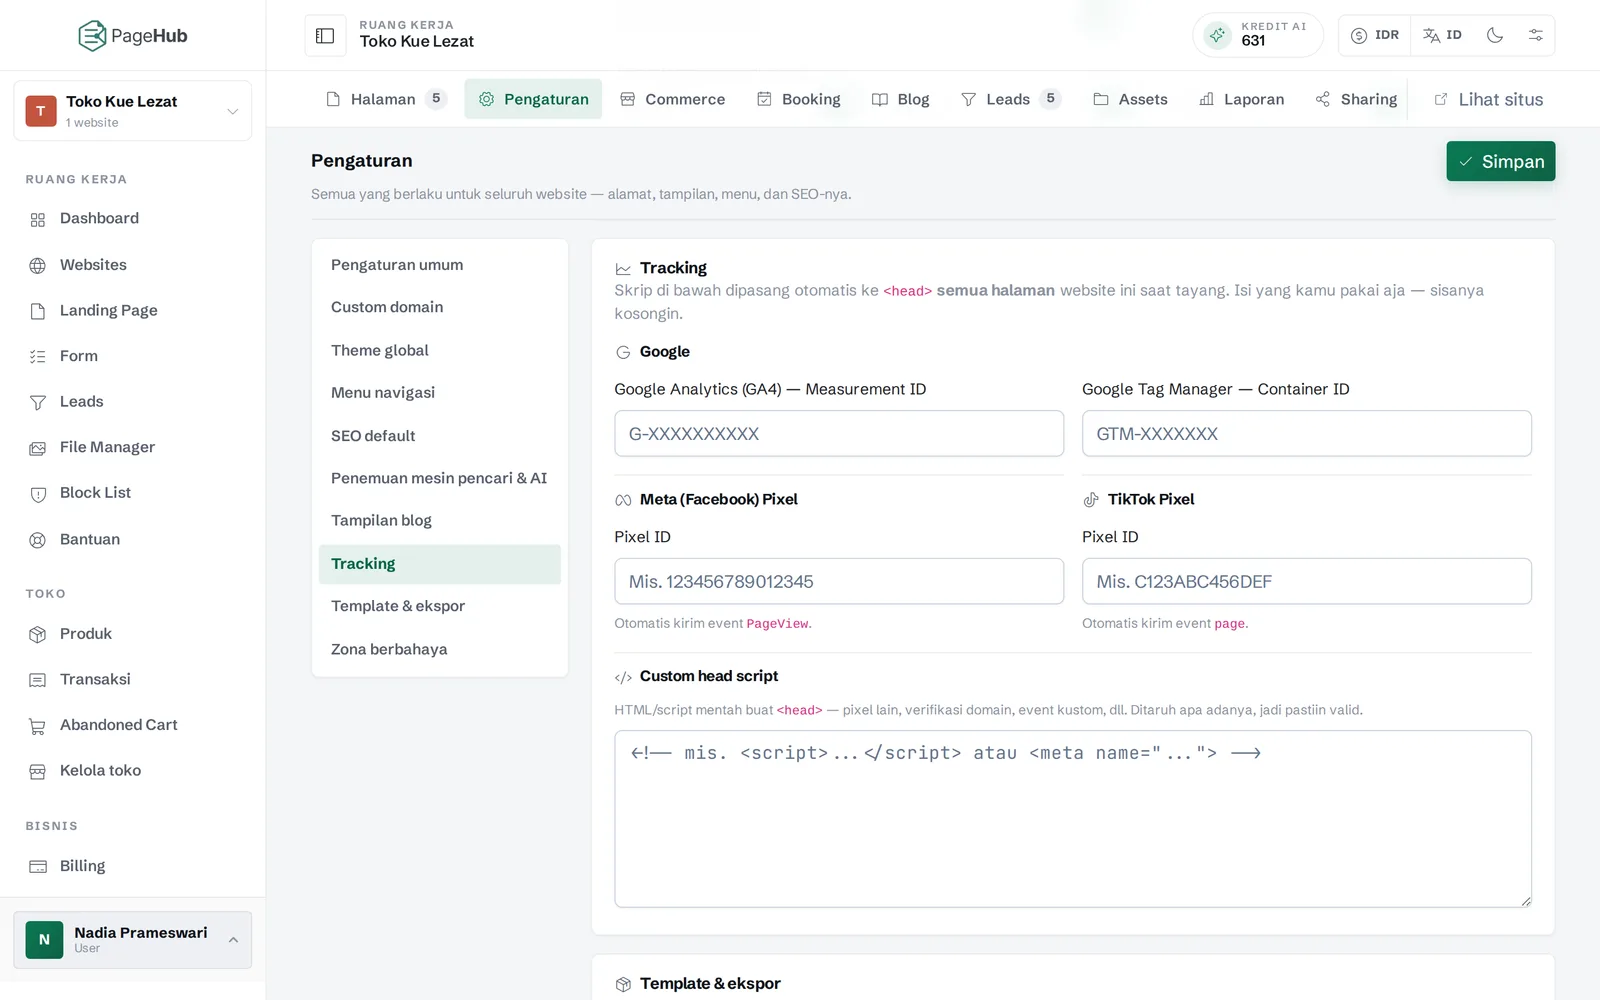 PageHub
RUANG KERJA
Toko Kue Lezat
KREDIT AI
631
IDR
ID
T
Toko Kue Lezat
1 website
RUANG KERJA
Dashboard
Websites
Landing Page
Form
Leads
File Manager
Block List
Bantuan
TOKO
Produk
Transaksi
Abandoned Cart
Kelola toko
BISNIS
Billing
N
Nadia Prameswari
User
Halaman 5
Pengaturan
Commerce
Booking
Blog
Leads 5
Assets
Laporan
Sharing
Lihat situs
Pengaturan
Semua yang berlaku untuk seluruh website — alamat, tampilan, menu, dan SEO-nya.
Simpan
Pengaturan umum
Custom domain
Theme global
Menu navigasi
SEO default
Penemuan mesin pencari & AI
Tampilan blog
Tracking
Template & ekspor
Zona berbahaya
Tracking
Skrip di bawah dipasang otomatis ke <head> semua halaman website ini saat tayang. Isi yang kamu pakai aja — sisanya
kosongin.
Google
Google Analytics (GA4) — Measurement ID
G-XXXXXXXXXX
Google Tag Manager — Container ID
GTM-XXXXXXX
Meta (Facebook) Pixel
Pixel ID
Mis. 123456789012345
Otomatis kirim event PageView.
TikTok Pixel
Pixel ID
Mis. C123ABC456DEF
Otomatis kirim event page.
</> Custom head script
HTML/script mentah buat <head> — pixel lain, verifikasi domain, event kustom, dll. Ditaruh apa adanya, jadi pastiin valid.
<!-- mis. <script>...</script> atau <meta name="..."> -->
Template & ekspor